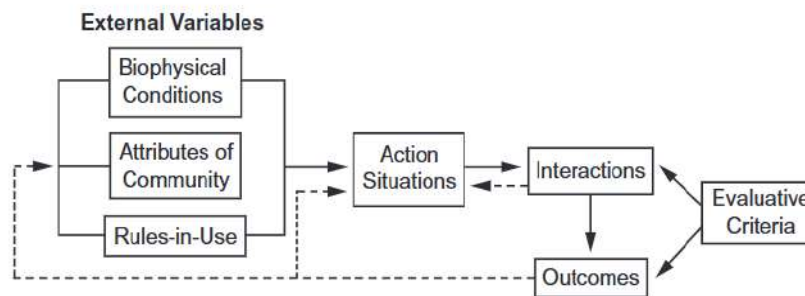 External Variables
Biophysical
Conditions
Attributes of
Community
Rules-in-Use
Action
Situations
Interactions
Outcomes
Evaluative
Criteria